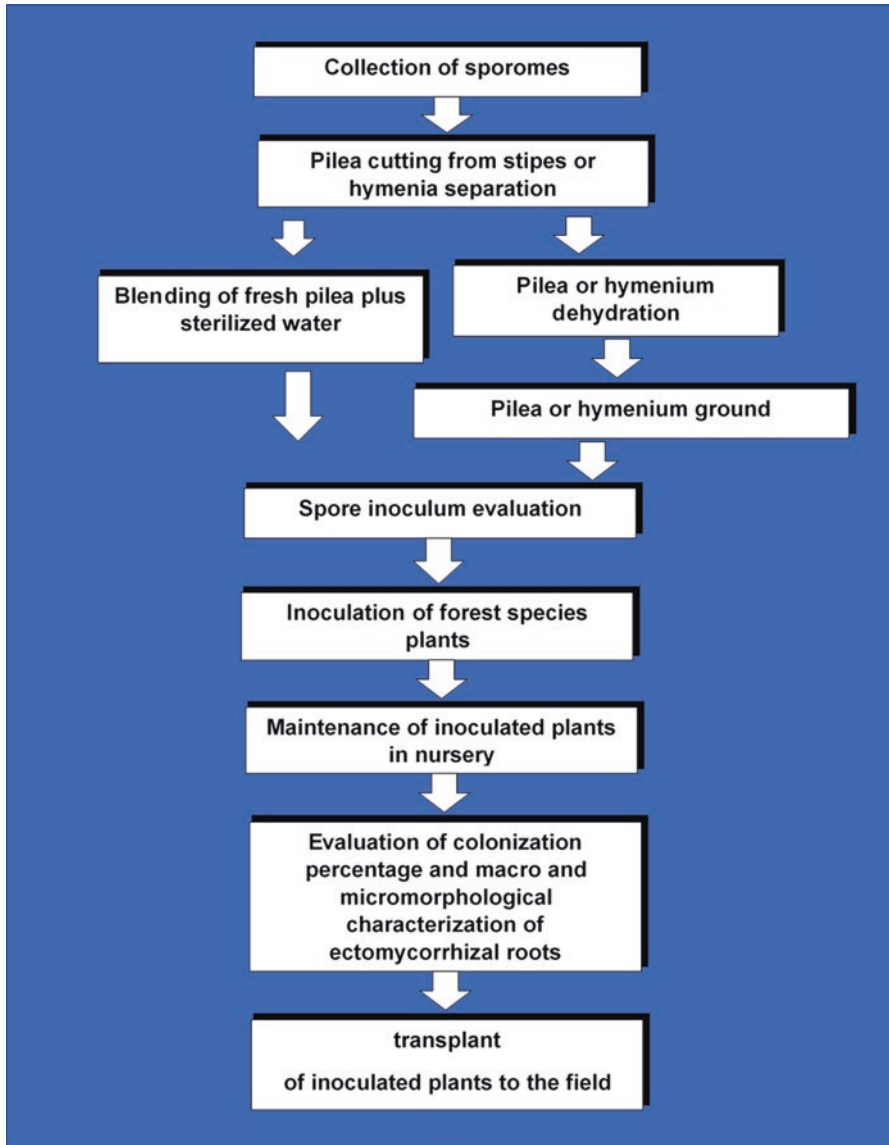 Collection of sporomes
Pilea cutting from stipes or
hymenia separation
Blending of fresh pilea plus
sterilized water
Pilea or hymenium
dehydration
Pilea or hymenium ground
Spore inoculum evaluation
Inoculation of forest species
plants
Maintenance of inoculated plants
in nursery
Evaluation of colonization
percentage and macro and
micromorphological
characterization of
ectomycorrhizal roots
transplant
of inoculated plants to the field